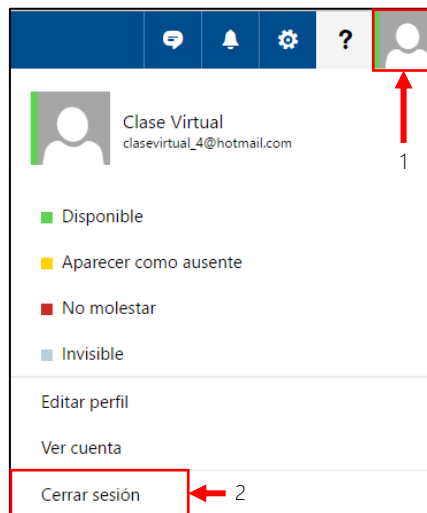 ?
1
Clase Virtual
clasevirtual_4@hotmail.com
Disponible
Aparecer como ausente
No molestar
Invisible
Editar perfil
Ver cuenta
Cerrar sesión
2